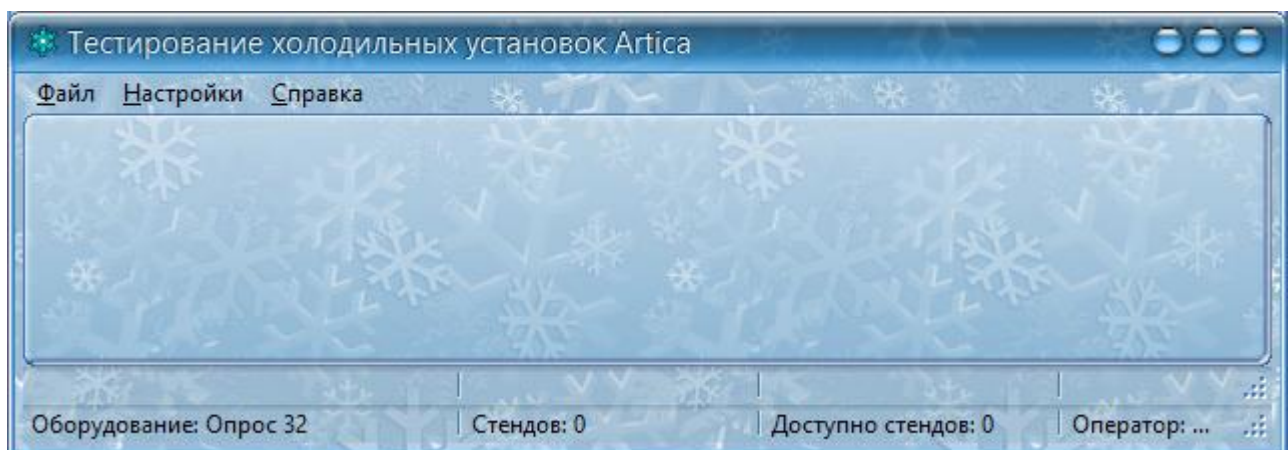 Тестирование холодильных установок Artica
Файл Настройки Справка
Оборудование: Опрос 32 Стендов: 0 Доступно стендов: 0 Оператор: ...